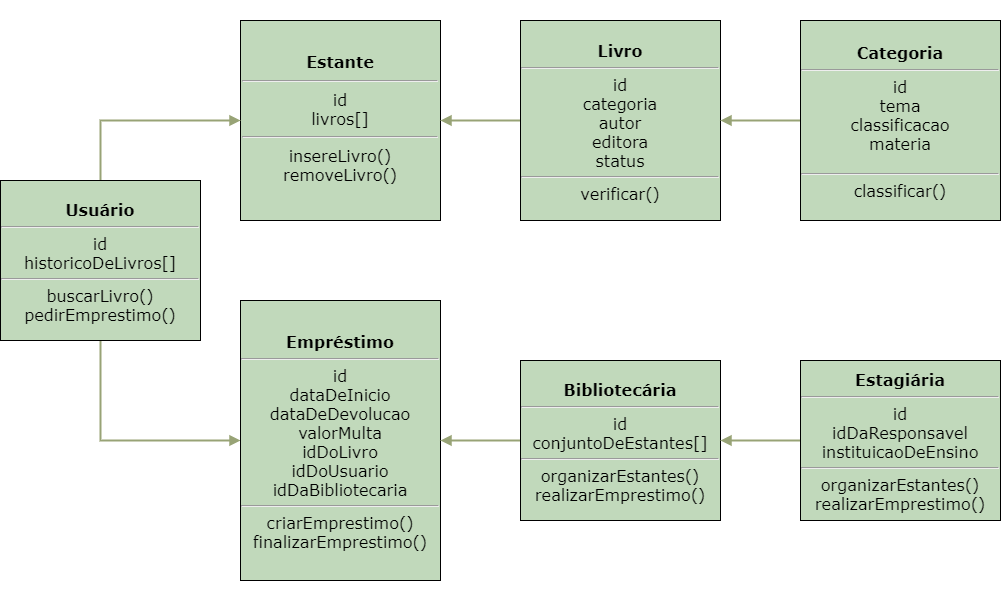 Estante
id
livros[]
insereLivro()
removeLivro()
Livro
id
categoria
autor
editora
status
verificar()
Categoria
id
tema
classificacao
materia
classificar()
Usuário
id
historicoDeLivros[]
buscarLivro()
pedirEmprestimo()
Empréstimo
id
dataDeInicio
dataDeDevolucao
valorMulta
idDoLivro
idDoUsuario
idDaBibliotecaria
criarEmprestimo()
finalizarEmprestimo()
Bibliotecária
id
conjuntoDeEstantes[]
organizarEstantes()
realizarEmprestimo()
Estagiária
id
idDaResponsavel
instituicaoDeEnsino
organizarEstantes()
realizarEmprestimo()